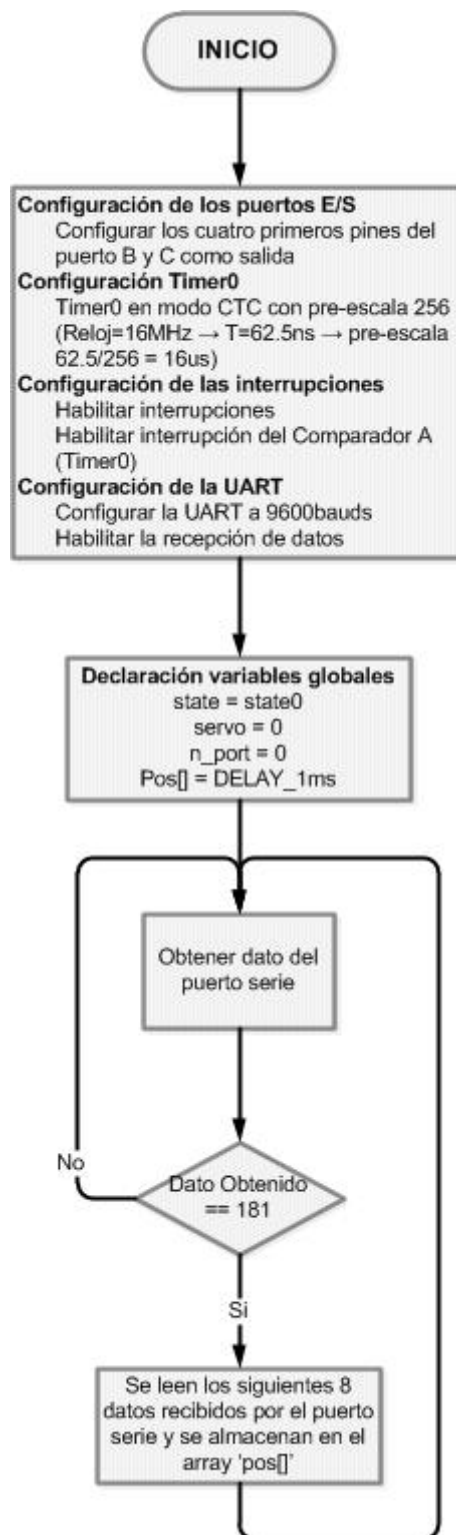 INICIO
Configuración de los puertos E/S
Configurar los cuatro primeros pines del
puerto B y C como salida
Configuración Timer0
Timer0 en modo CTC con pre-escala 256
(Reloj=16MHz → T=62.5ns → pre-escala
62.5/256 = 16us)
Configuración de las interrupciones
Habilitar interrupciones
Habilitar interrupción del Comparador A
(Timer0)
Configuración de la UART
Configurar la UART a 9600bauds
Habilitar la recepción de datos
Declaración variables globales
state = state0
servo = 0
n_port = 0
Pos[] = DELAY_1ms
Obtener dato del
puerto serie
No
Dato Obtenido
== 181
Si
Se leen los siguientes 8
datos recibidos por el puerto
serie y se almacenan en el
array 'pos[]'